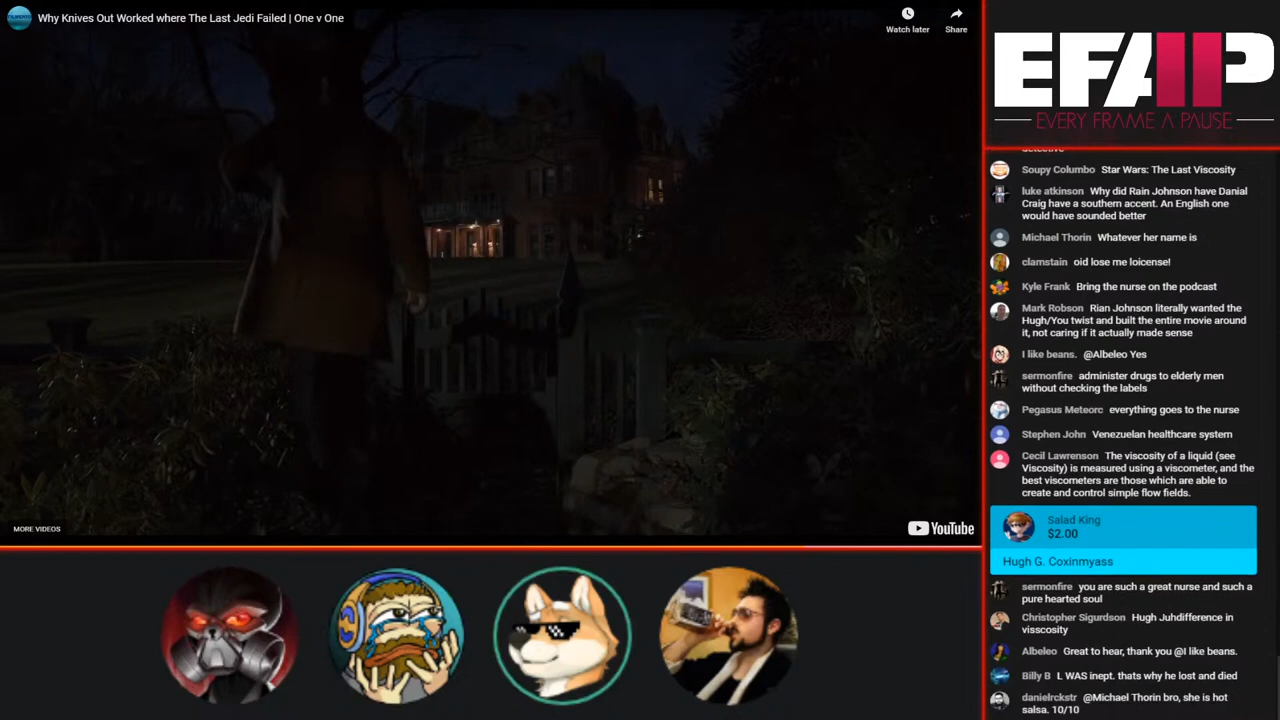 Why Knives Out Worked where The Last Jedi Failed | One v One
Watch later
Share
MORE VIDEOS
YouTube
EFAP
EVERY FRAME A PAUSE
detective
Soupy Columbo Star Wars: The Last Viscosity
luke atkinson Why did Rain Johnson have Danial
Craig have a southern accent. An English one
would have sounded better
Michael Thorin Whatever her name is
clamstain oid lose me loicense!
Kyle Frank Bring the nurse on the podcast
Mark Robson Rian Johnson literally wanted the
Hugh/You twist and built the entire movie around
it, not caring if it actually made sense
I like beans. @Albeleo Yes
sermonfire administer drugs to elderly men
without checking the labels
Pegasus Meteorc everything goes to the nurse
Stephen John Venezuelan healthcare system
Cecil Lawrenson The viscosity of a liquid (see
Viscosity) is measured using a viscometer, and the
best viscometers are those which are able to
create and control simple flow fields.
Salad King
$2.00
Hugh G. Coxinmyass
sermonfire you are such a great nurse and such a
pure hearted soul
Christopher Sigurdson Hugh Juhdifference in
visscosity
Albeleo Great to hear, thank you @I like beans.
Billy B L WAS inept. thats why he lost and died
danielrckstr @Michael Thorin bro, she is hot
salsa. 10/10